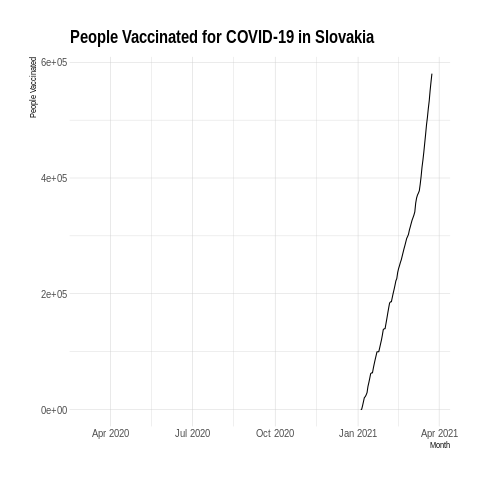 People Vaccinated for COVID-19 in Slovakia
People Vaccinated
6e+05
4e+05
2e+05
0e+00
Apr 2020 Jul 2020 Oct 2020 Jan 2021 Apr 2021
Month